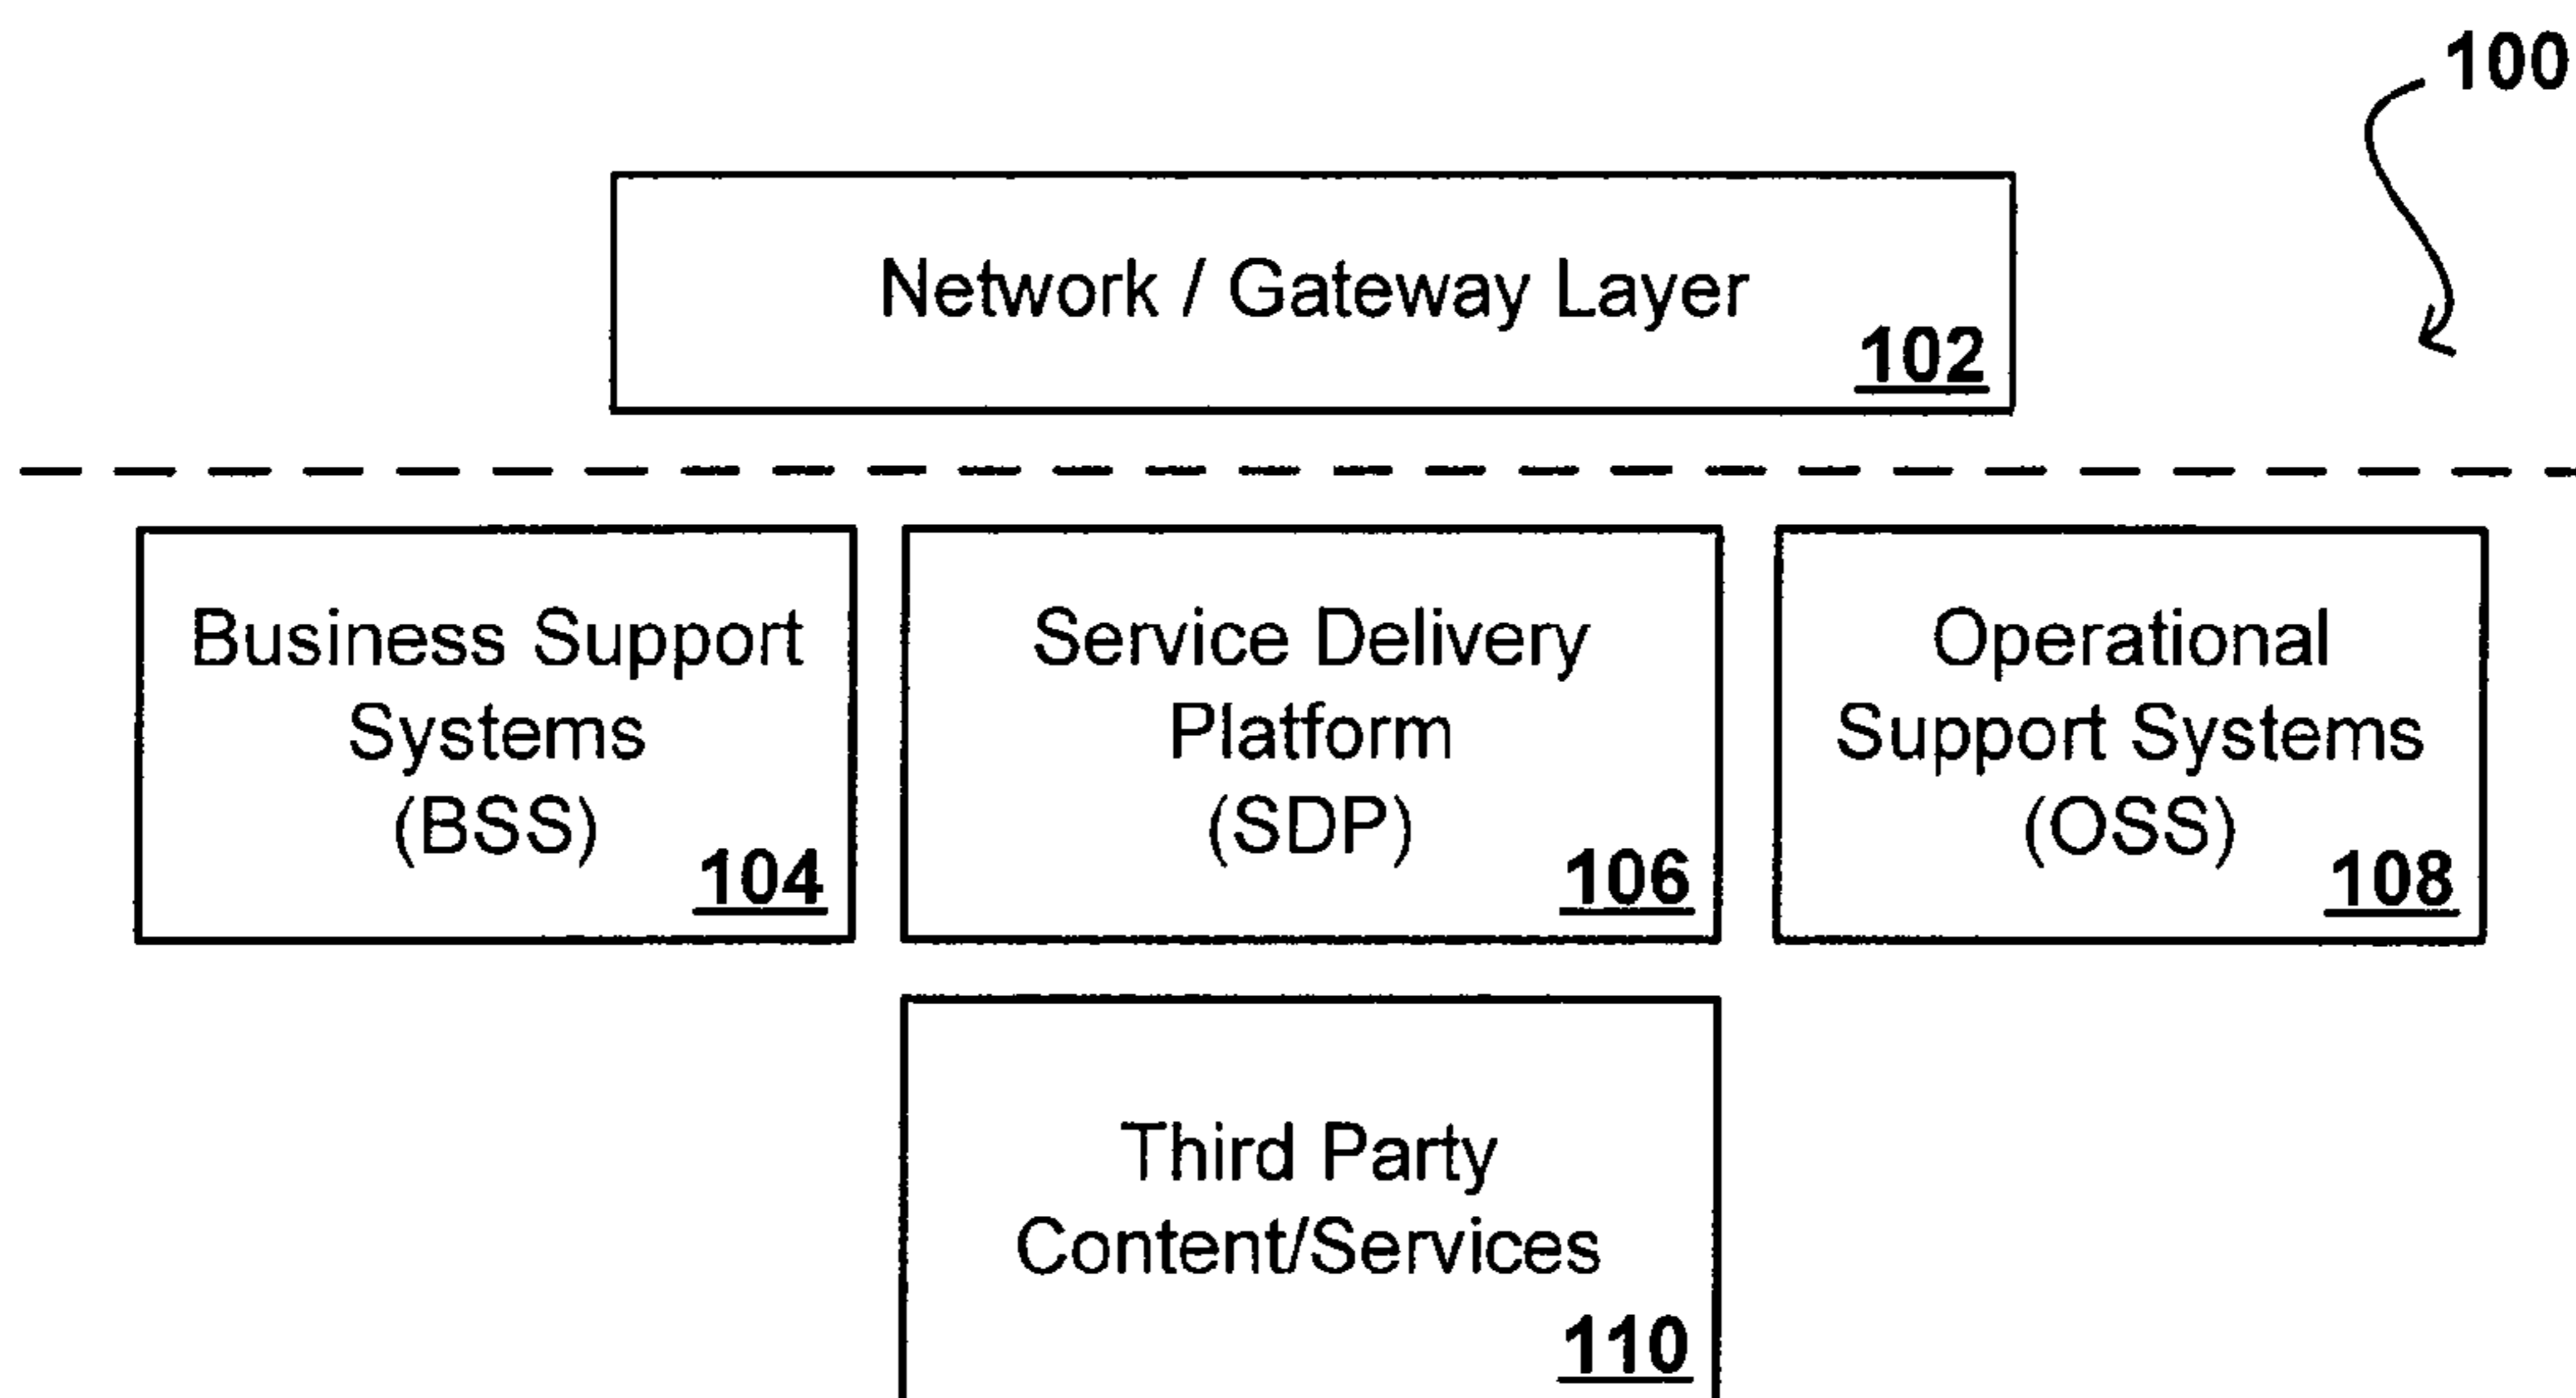 100
Network / Gateway Layer
102
Business Support
Systems
(BSS)
104
Service Delivery
Platform
(SDP)
106
Operational
Support Systems
(OSS)
108
Third Party
Content/Services
110